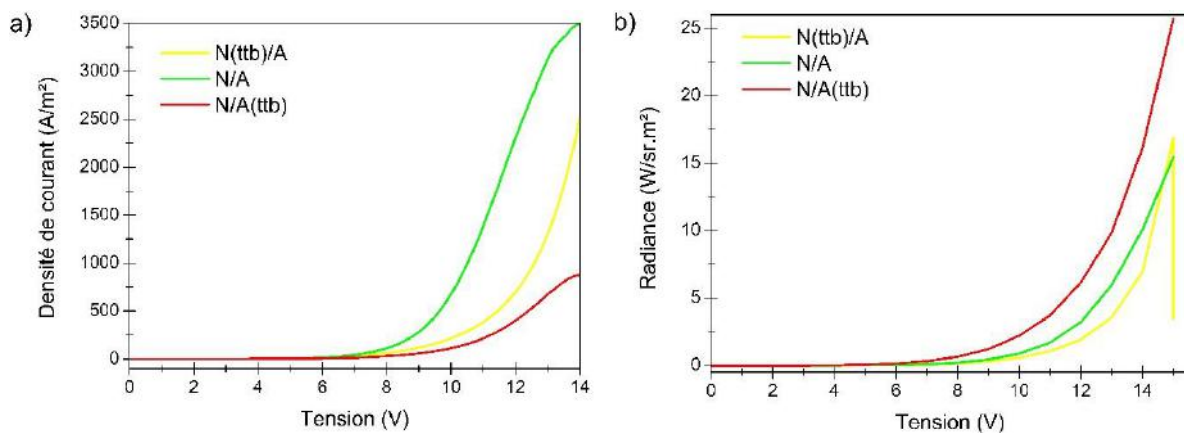 a)
N(ttb)/A
N/A
N/A(ttb)
Densité de courant (A/m²)
3500
3000
2500
2000
1500
1000
500
0
0 2 4 6 8 10 12 14
Tension (V)
b)
N(ttb)/A
N/A
N/A(ttb)
Radiance (W/sr.m²)
25
20
15
10
5
0
0 2 4 6 8 10 12 14
Tension (V)